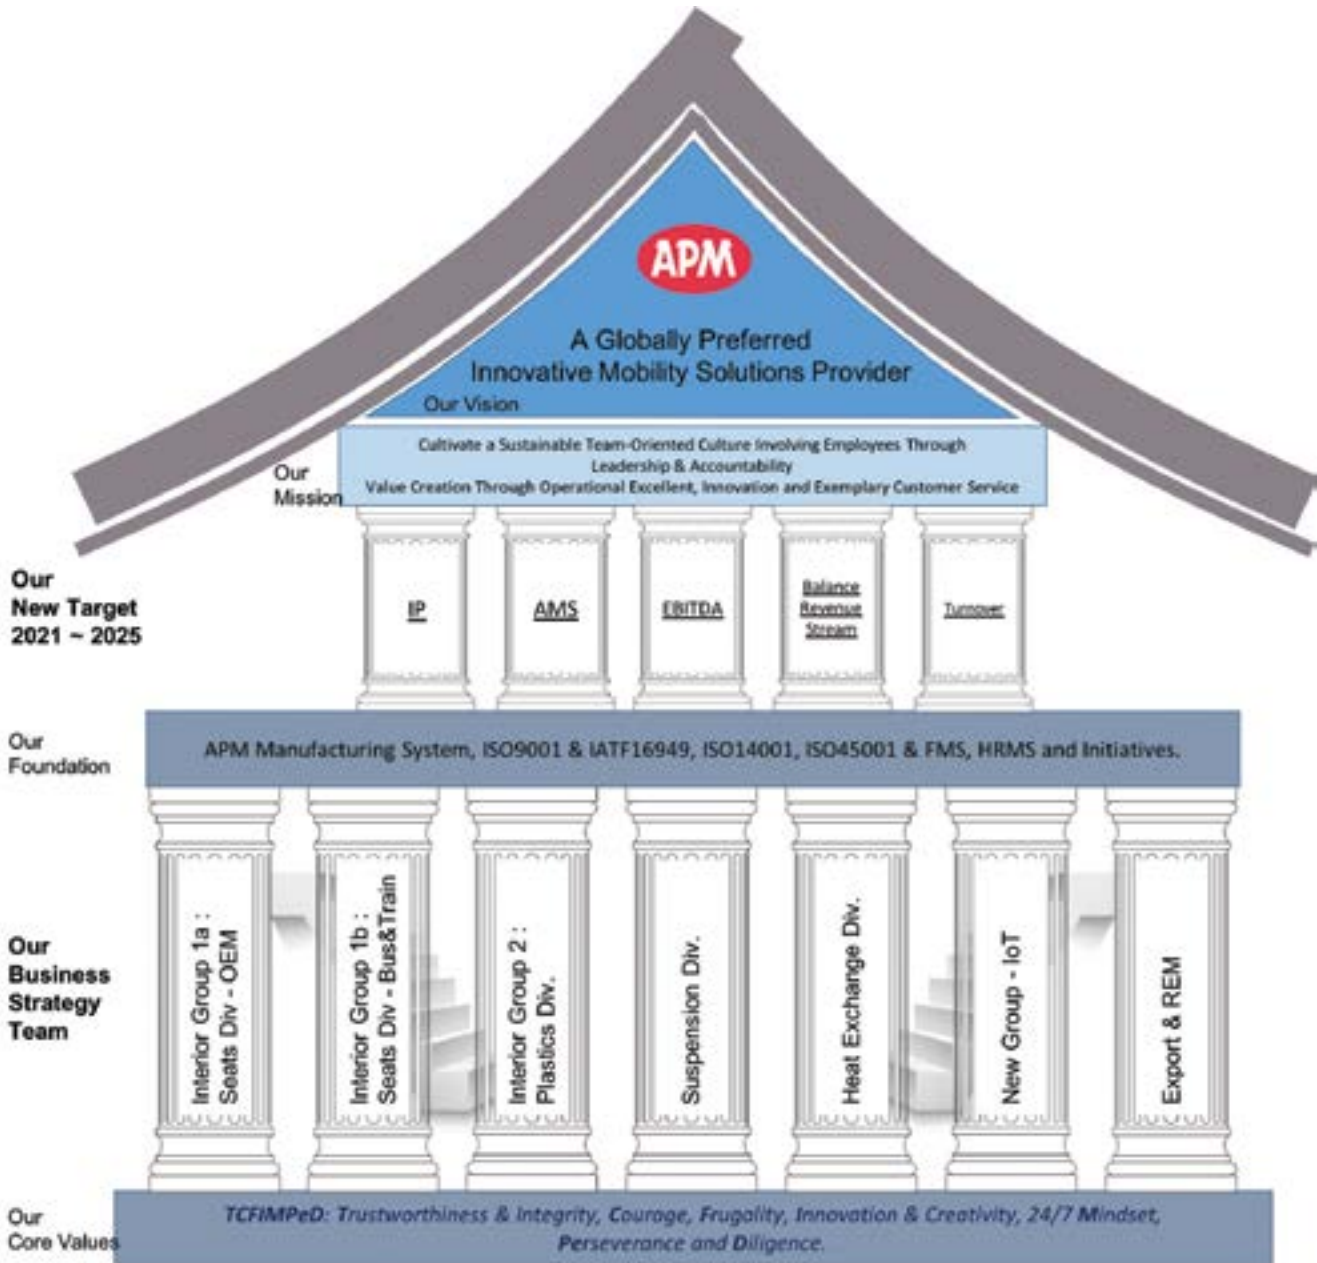 APM
A Globally Preferred
Innovative Mobility Solutions Provider
Our Vision
Our
Mission
Cultivate a Sustainable Team-Oriented Culture Involving Employees Through
Leadership & Accountability
Value Creation Through Operational Excellent, Innovation and Exemplary Customer Service
Our
New Target
2021 ~ 2025
IP
AMS
EBITDA
Balance
Revenue
Stream
Turnover
Our
Foundation
APM Manufacturing System, ISO9001 & IATF16949, ISO14001, ISO45001 & FMS, HRMS and Initiatives.
Our
Business
Strategy
Team
Interior Group 1a :
Seats Div - OEM
Interior Group 1b :
Seats Div - Bus&Train
Interior Group 2 :
Plastics Div.
Suspension Div.
Heat Exchange Div.
New Group - IoT
Export & REM
Our
Core Values
TCFIMPeD: Trustworthiness & Integrity, Courage, Frugality, Innovation & Creativity, 24/7 Mindset,
Perseverance and Diligence.